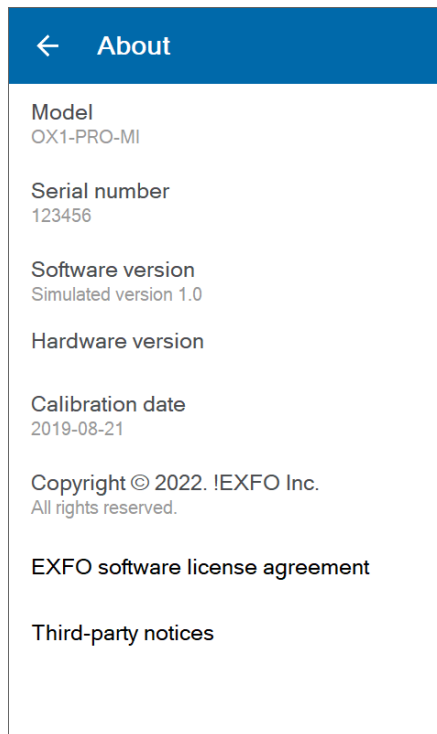 About
Model
OX1-PRO-MI
Serial number
123456
Software version
Simulated version 1.0
Hardware version
Calibration date
2019-08-21
Copyright © 2022. !EXFO Inc.
All rights reserved.
EXFO software license agreement
Third-party notices